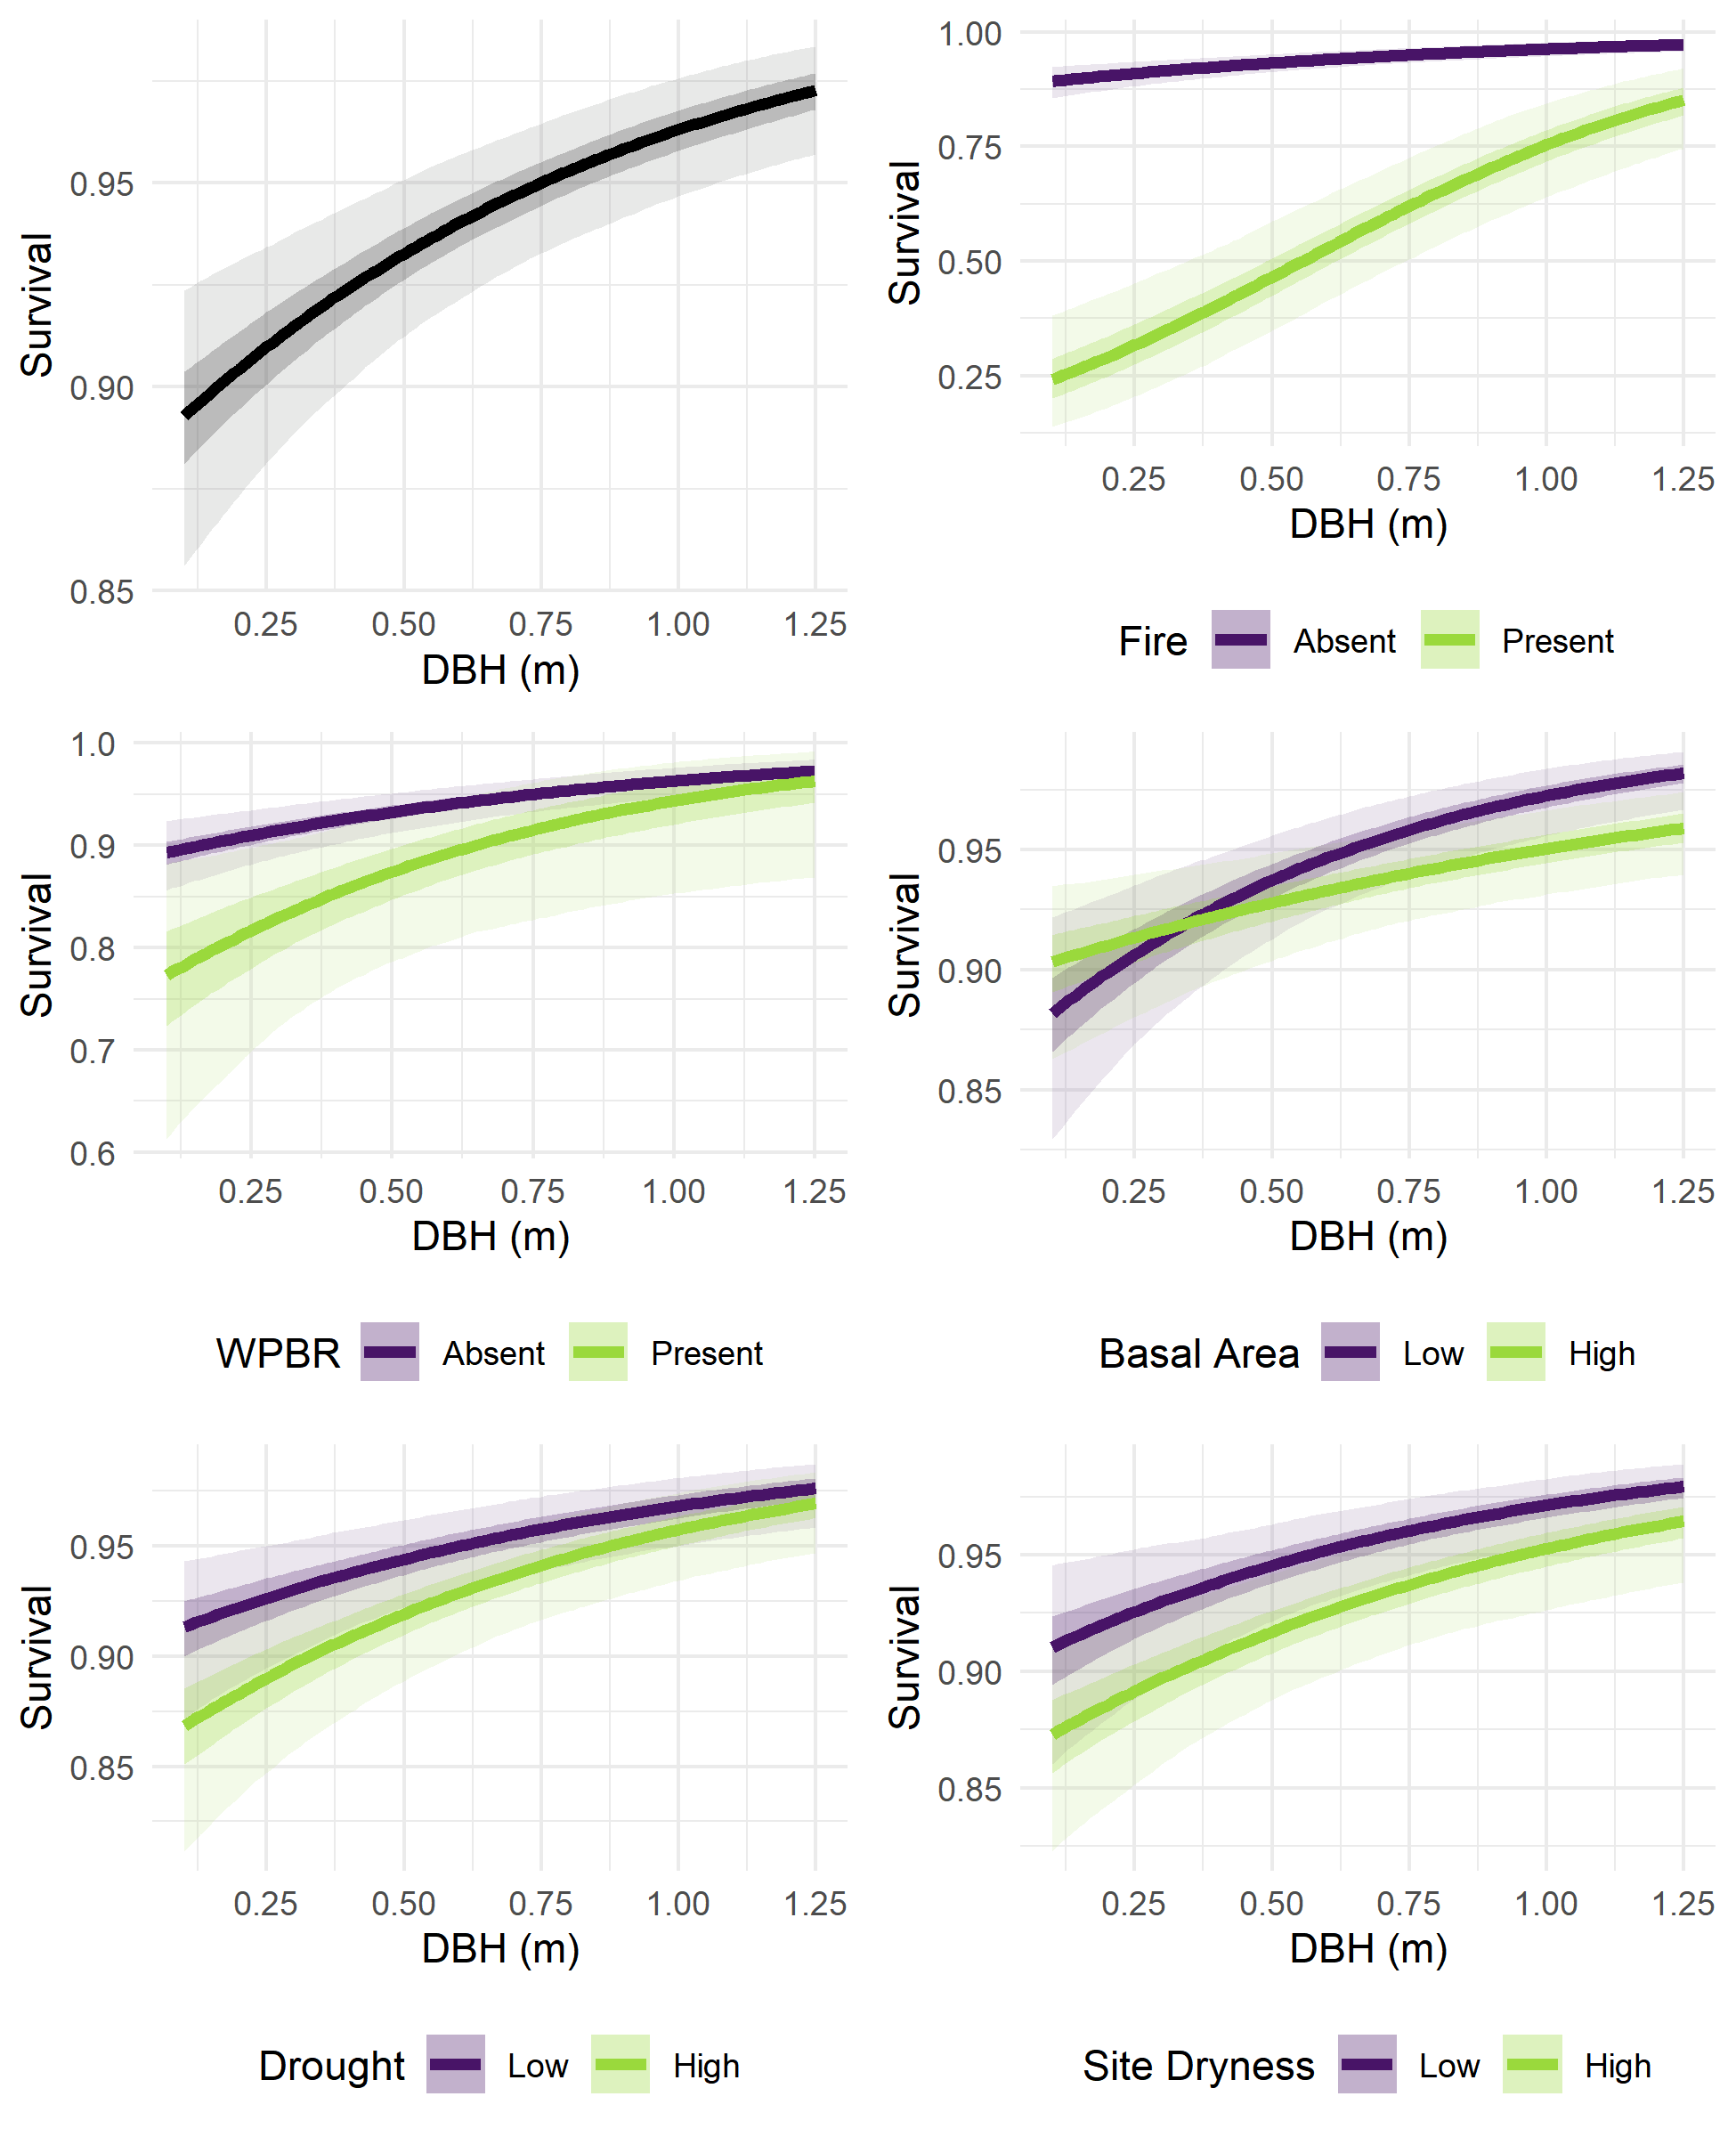 Survival
0.95
0.90
0.85
0.25 0.50 0.75 1.00 1.25
DBH (m)
Survival
1.00
0.75
0.50
0.25
0.25 0.50 0.75 1.00 1.25
DBH (m)
Fire Absent Present
Survival
1.0
0.9
0.8
0.7
0.6
0.25 0.50 0.75 1.00 1.25
DBH (m)
WPBR Absent Present
Survival
0.95
0.90
0.85
0.25 0.50 0.75 1.00 1.25
DBH (m)
Basal Area Low High
Survival
0.95
0.90
0.85
0.25 0.50 0.75 1.00 1.25
DBH (m)
Drought Low High
Survival
0.95
0.90
0.85
0.25 0.50 0.75 1.00 1.25
DBH (m)
Site Dryness Low High